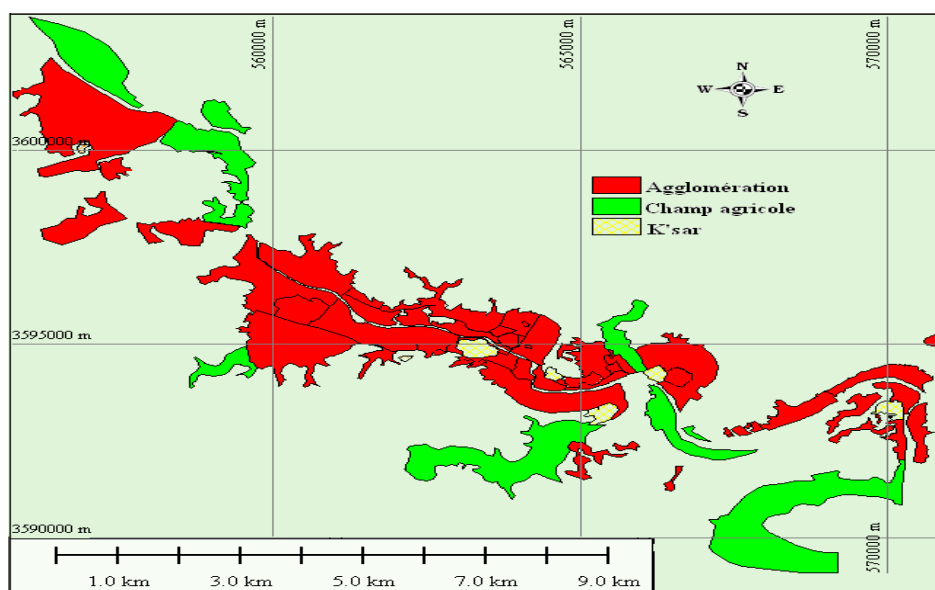 560000 m
565000 m
570000 m
N
W E
S
3600000 m
Agglomération
Champ agricole
K'sar
3595000 m
3590000 m
570000 m
1.0 km 3.0 km 5.0 km 7.0 km 9.0 km